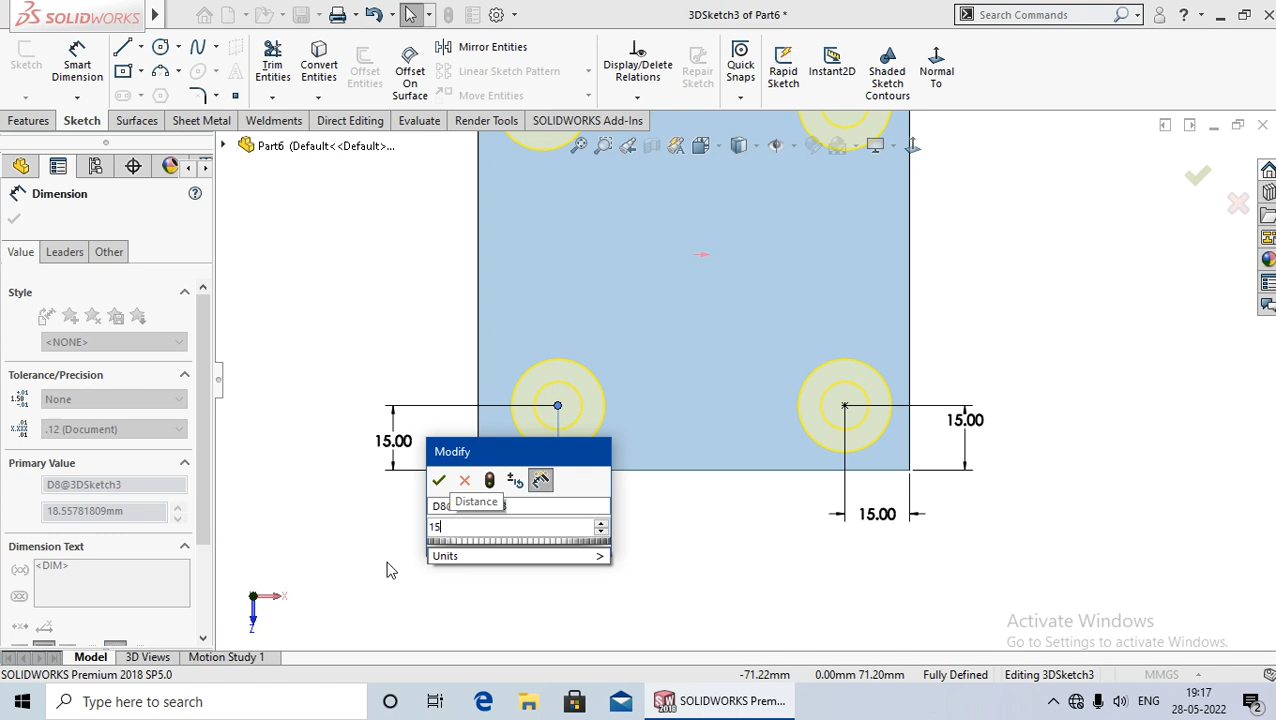 SOLIDWORKS
3DSketch3 of Part6 *
Search Commands
Sketch
Smart Dimension
Trim Entities
Convert Entities
Offset Entities
Offset On Surface
Mirror Entities
Linear Sketch Pattern
Move Entities
Display/Delete Relations
Repair Sketch
Quick Snaps
Rapid Sketch
Instant2D
Shaded Sketch Contours
Normal To
Features
Sketch
Surfaces
Sheet Metal
Weldments
Direct Editing
Evaluate
Render Tools
SOLIDWORKS Add-Ins
Part6 (Default<<Default>...
Dimension
Value
Leaders
Other
Style
<NONE>
Tolerance/Precision
None
.12 (Document)
Primary Value
D8@3DSketch3
18.55781809mm
Dimension Text
<DIM>
15.00
15.00
15.00
Modify
Distance
15
Units >
X
Z
Activate Windows
Go to Settings to activate Windows.
Model
3D Views
Motion Study 1
SOLIDWORKS Premium 2018 SP5.0
-71.22mm
0.00mm 71.20mm
Fully Defined
Editing 3DSketch3
MMGS
Type here to search
SOLIDWORKS Prem...
ENG
19:17
28-05-2022
2